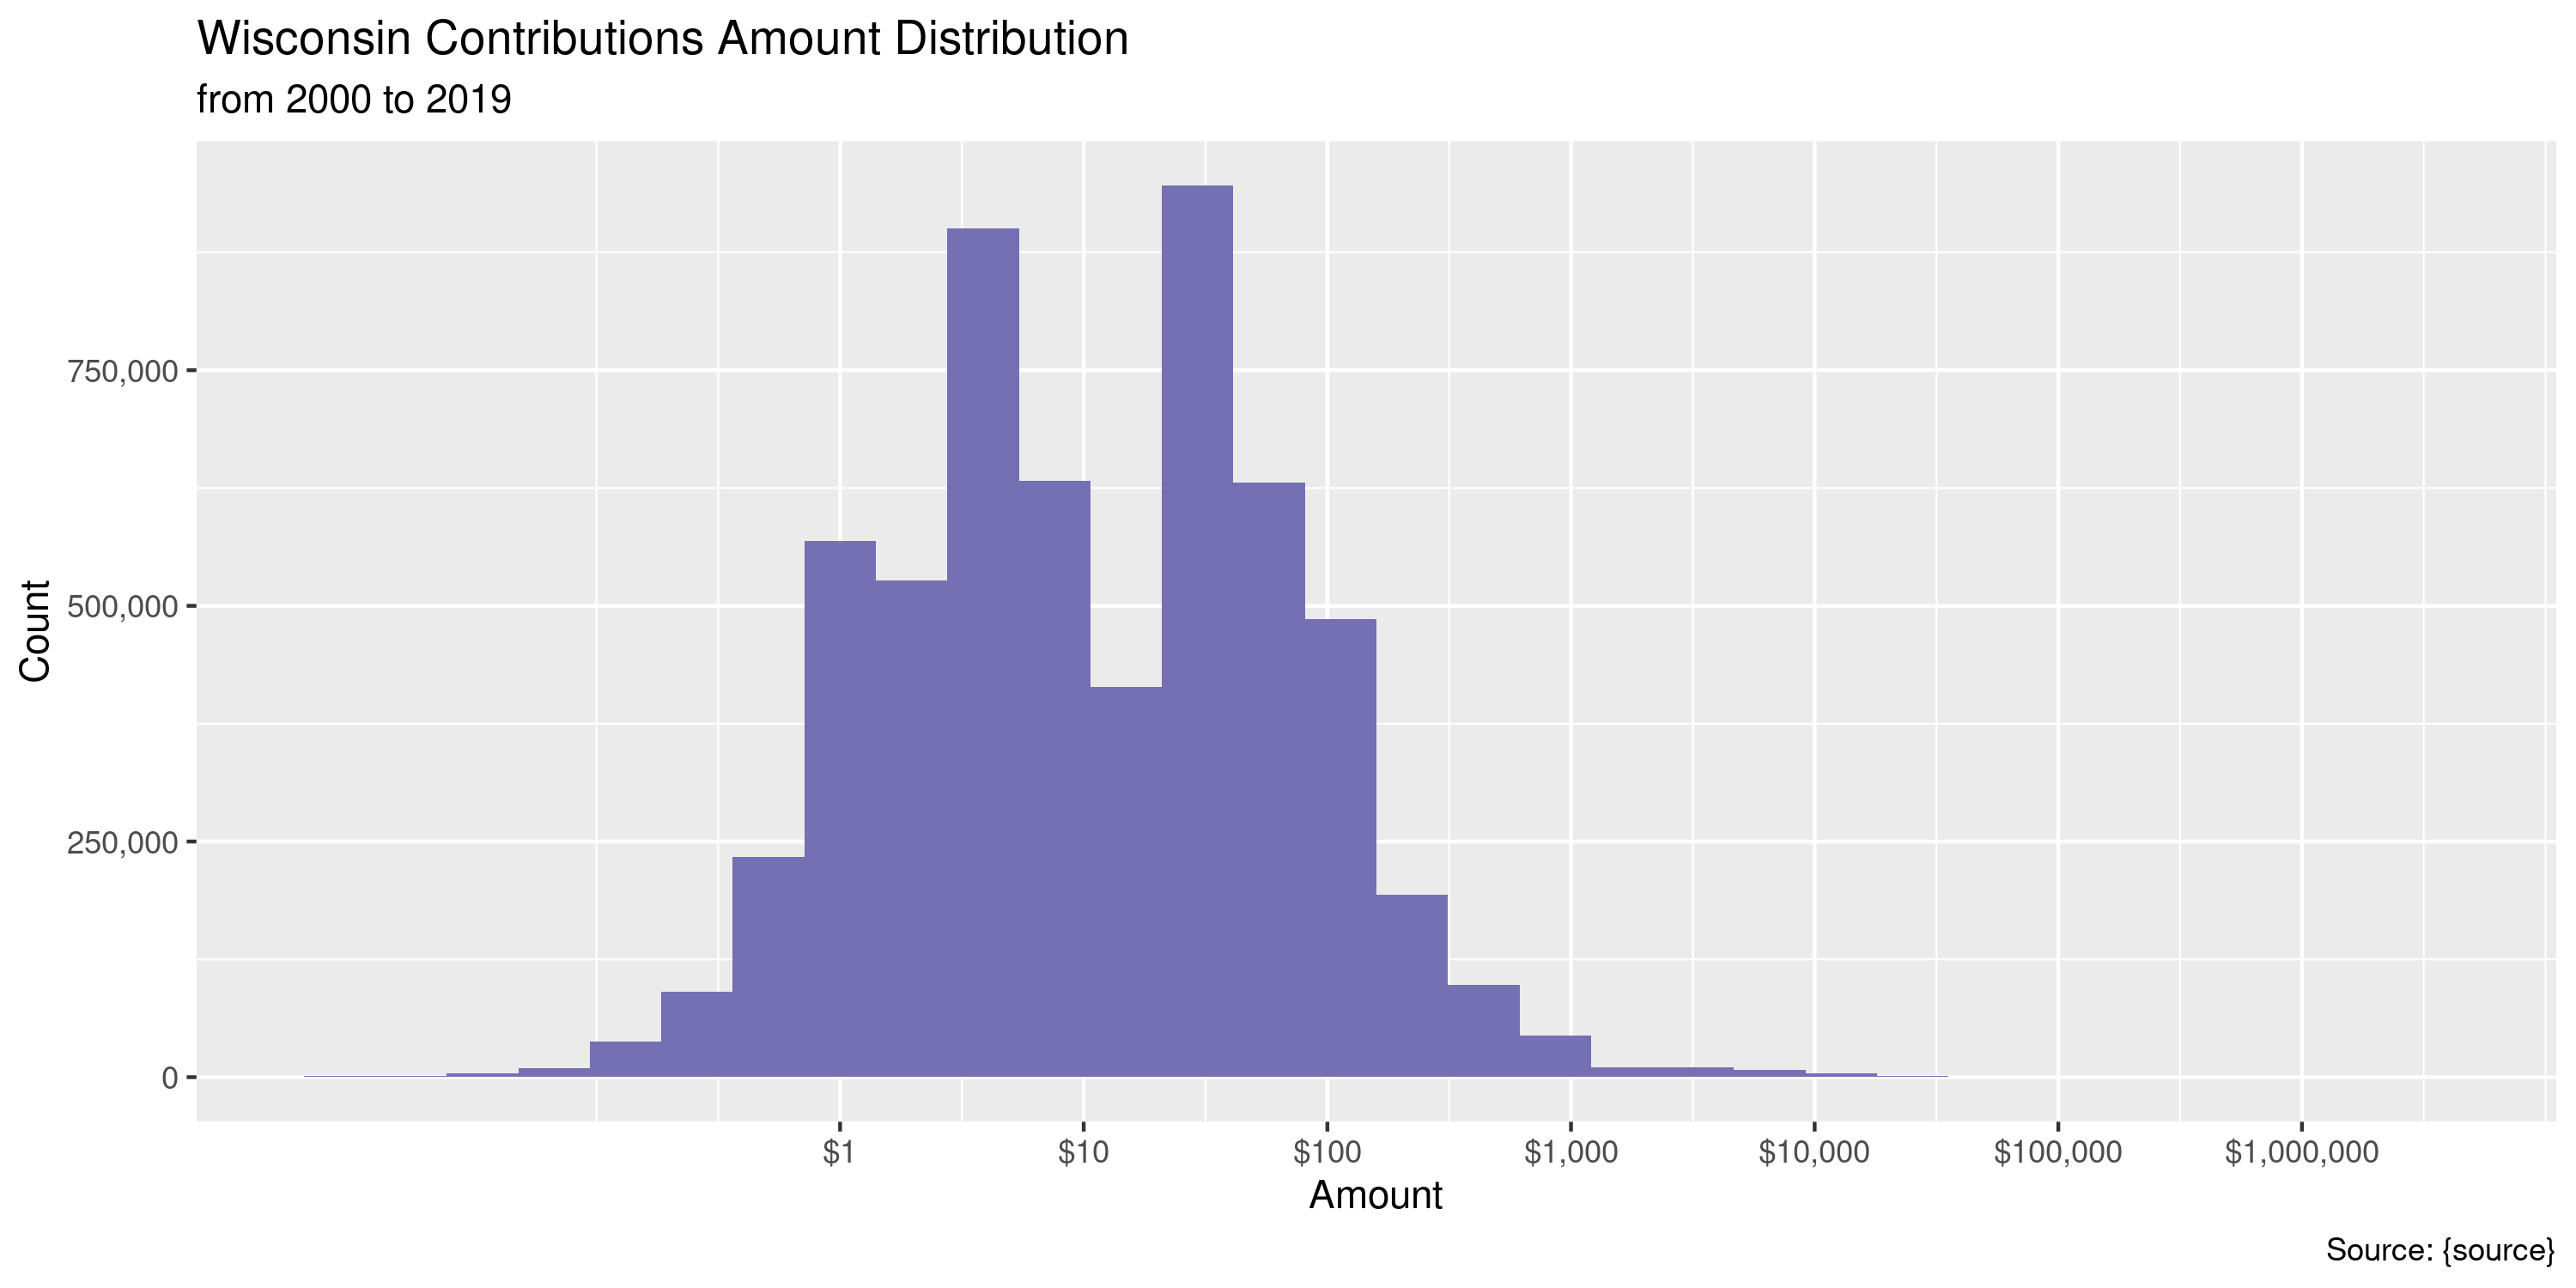 Wisconsin Contributions Amount Distribution
from 2000 to 2019
Count
750,000
500,000
250,000
0
$1 $10 $100 $1,000 $10,000 $100,000 $1,000,000
Amount
Source: {source}